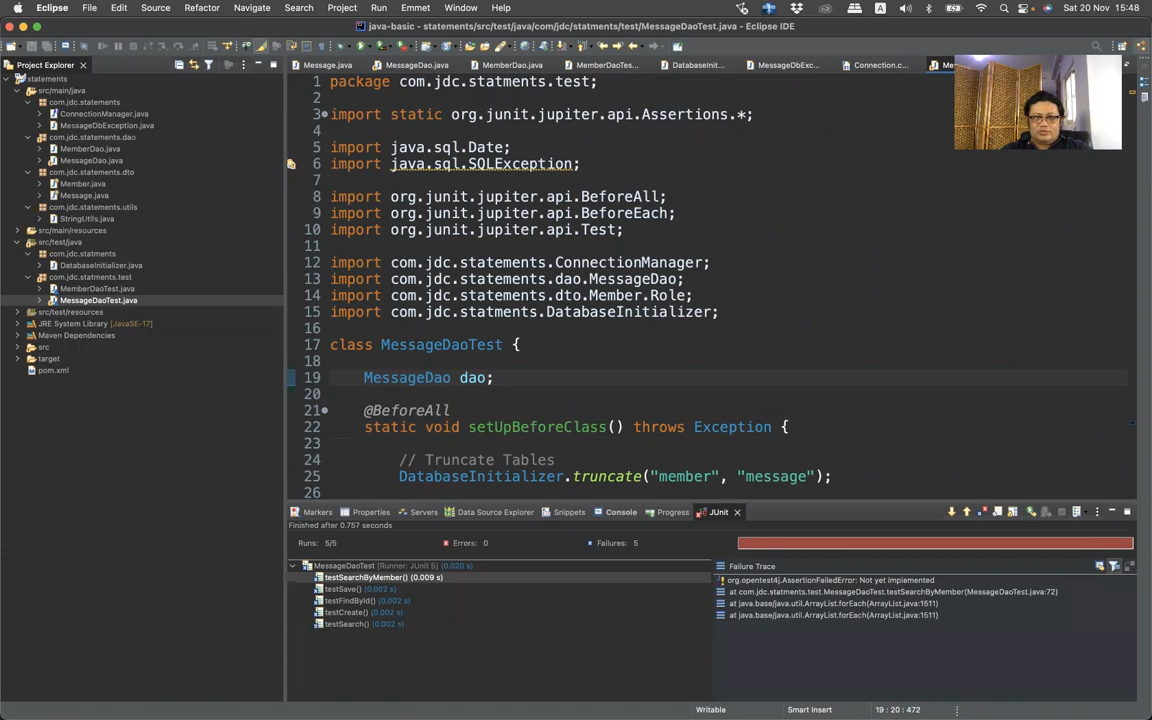 Eclipse File Edit Source Refactor Navigate Search Project Run Emmet Window Help
A
Sat 20 Nov 15:48
java-basic - statements/src/test/java/com/jdc/statments/test/MessageDaoTest.java - Eclipse IDE
Project Explorer
Message.java
MessageDao.java
MemberDao.java
MemberDaoTes...
DatabaseInit...
MessageDbExc...
Connection.c...
statements
src/main/java
com.jdc.statements
ConnectionManager.java
MessageDbException.java
com.jdc.statements.dao
MemberDao.java
MessageDao.java
com.jdc.statements.dto
Member.java
Message.java
com.jdc.statements.utils
StringUtils.java
src/main/resources
src/test/java
com.jdc.statments
DatabaseInitializer.java
com.jdc.statments.test
MemberDaoTest.java
MessageDaoTest.java
src/test/resources
JRE System Library [JavaSE-17]
Maven Dependencies
src
target
pom.xml
1 package com.jdc.statments.test;
2
3 import static org.junit.jupiter.api.Assertions.*;
4
5 import java.sql.Date;
6 import java.sql.SQLException;
7
8 import org.junit.jupiter.api.BeforeAll;
9 import org.junit.jupiter.api.BeforeEach;
10 import org.junit.jupiter.api.Test;
11
12 import com.jdc.statements.ConnectionManager;
13 import com.jdc.statements.dao.MessageDao;
14 import com.jdc.statements.dto.Member.Role;
15 import com.jdc.statments.DatabaseInitializer;
16
17 class MessageDaoTest {
18
19 MessageDao dao;
20
21 @BeforeAll
22 static void setUpBeforeClass() throws Exception {
23
24 // Truncate Tables
25 DatabaseInitializer.truncate("member", "message");
26
Markers Properties Servers Data Source Explorer Snippets Console Progress JUnit
Finished after 0.757 seconds
Runs: 5/5 Errors: 0 Failures: 5
MessageDaoTest [Runner: JUnit 5] (0.020 s)
testSearchByMember() (0.009 s)
testSave() (0.002 s)
testFindById() (0.002 s)
testCreate() (0.002 s)
testSearch() (0.002 s)
Failure Trace
org.opentest4j.AssertionFailedError: Not yet implemented
at com.jdc.statments.test.MessageDaoTest.testSearchByMember(MessageDaoTest.java:72)
at java.base/java.util.ArrayList.forEach(ArrayList.java:1511)
at java.base/java.util.ArrayList.forEach(ArrayList.java:1511)
Writable Smart Insert 19 : 20 : 472